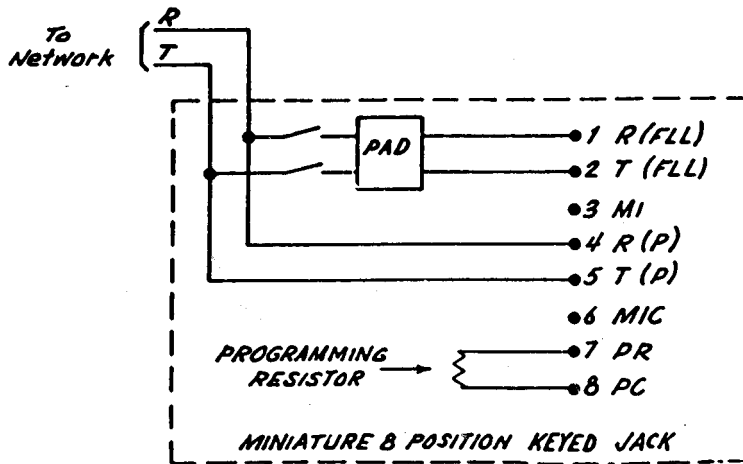 R
To
Network
T
PAD
1 R (FLL)
2 T (FLL)
3 MI
4 R (P)
5 T (P)
6 MIC
7 PR
8 PC
PROGRAMMING
RESISTOR
MINIATURE 8 POSITION KEYED JACK